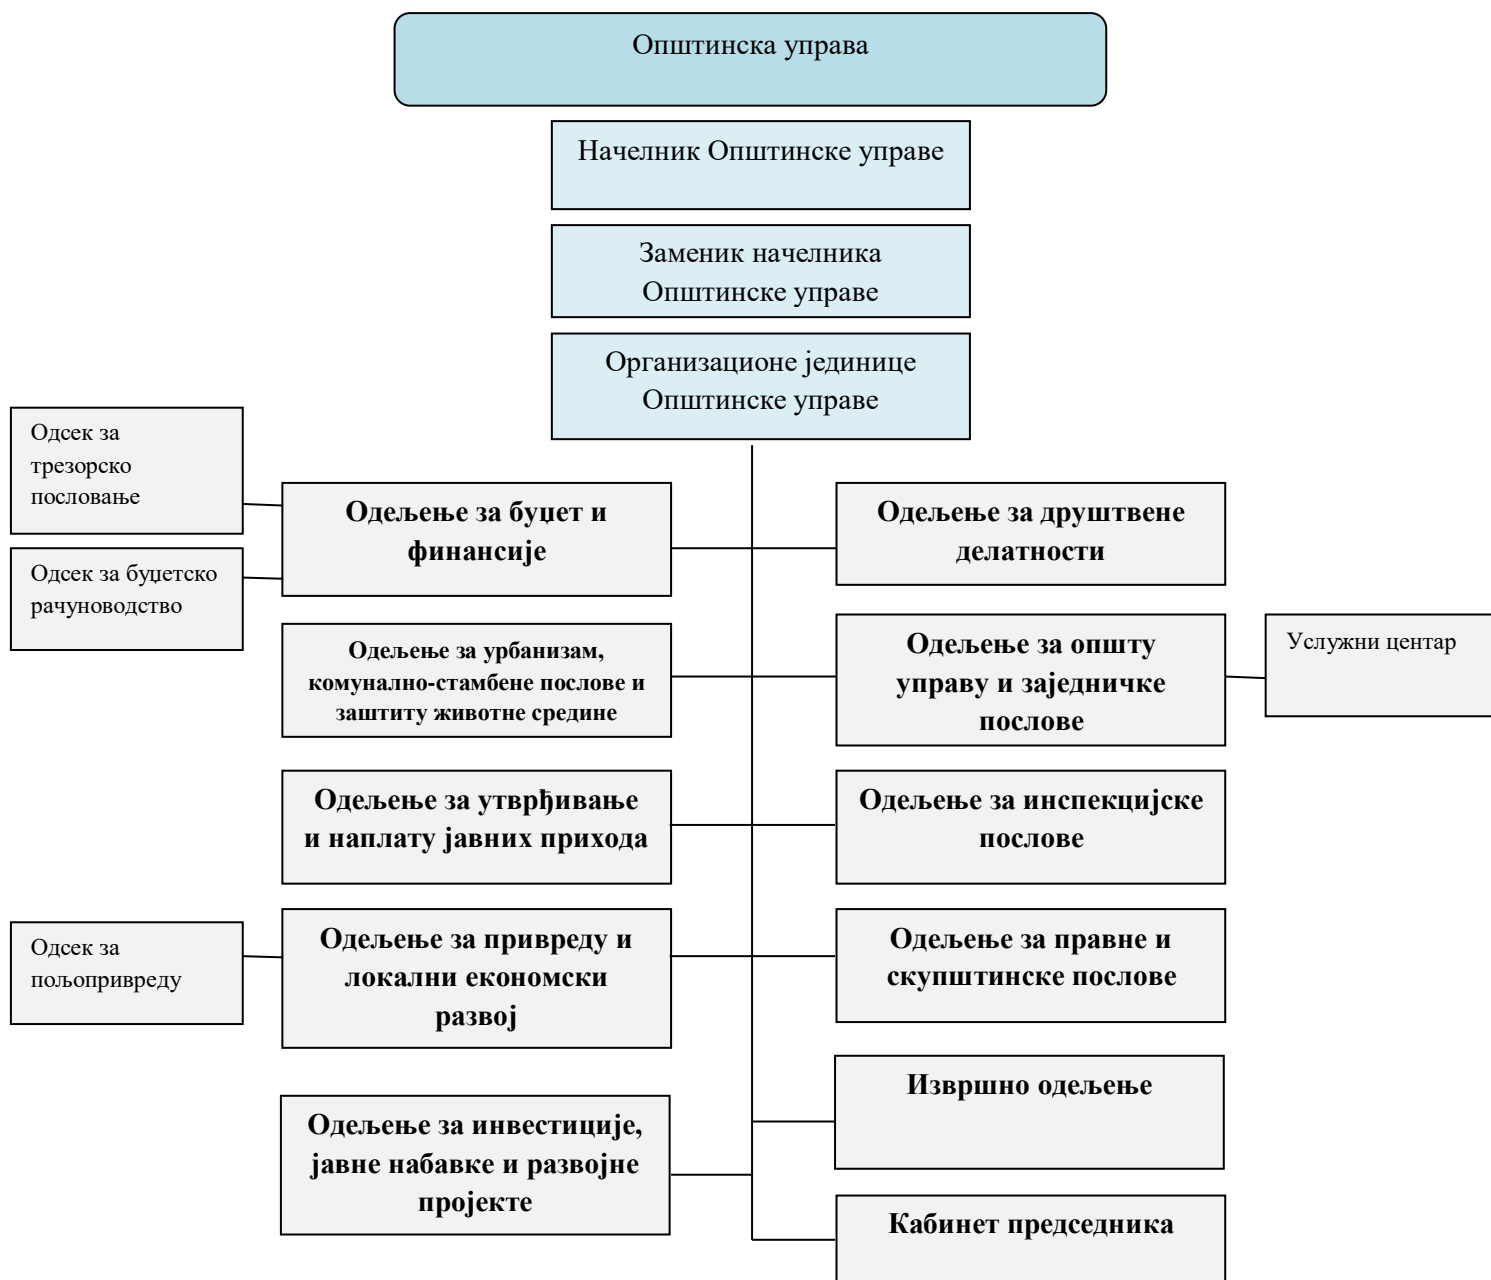 Општинска управа
Начелник Општинске управе
Заменик начелника
Општинске управе
Организационе јединице
Општинске управе
Одсек за
трезорско
пословање
Одељење за буџет и
финансије
Одељење за друштвене
делатности
Одсек за буџетско
рачуноводство
Одељење за урбанизам,
комунално-стамбене послове и
заштиту животне средине
Одељење за општу
управу и заједничке
послове
Услужни центар
Одељење за утврђивање
и наплату јавних прихода
Одељење за инспекцијске
послове
Одсек за
пољопривреду
Одељење за привреду и
локални економски
развој
Одељење за правне и
скупштинске послове
Извршно одељење
Одељење за инвестиције,
јавне набавке и развојне
пројекте
Кабинет председника